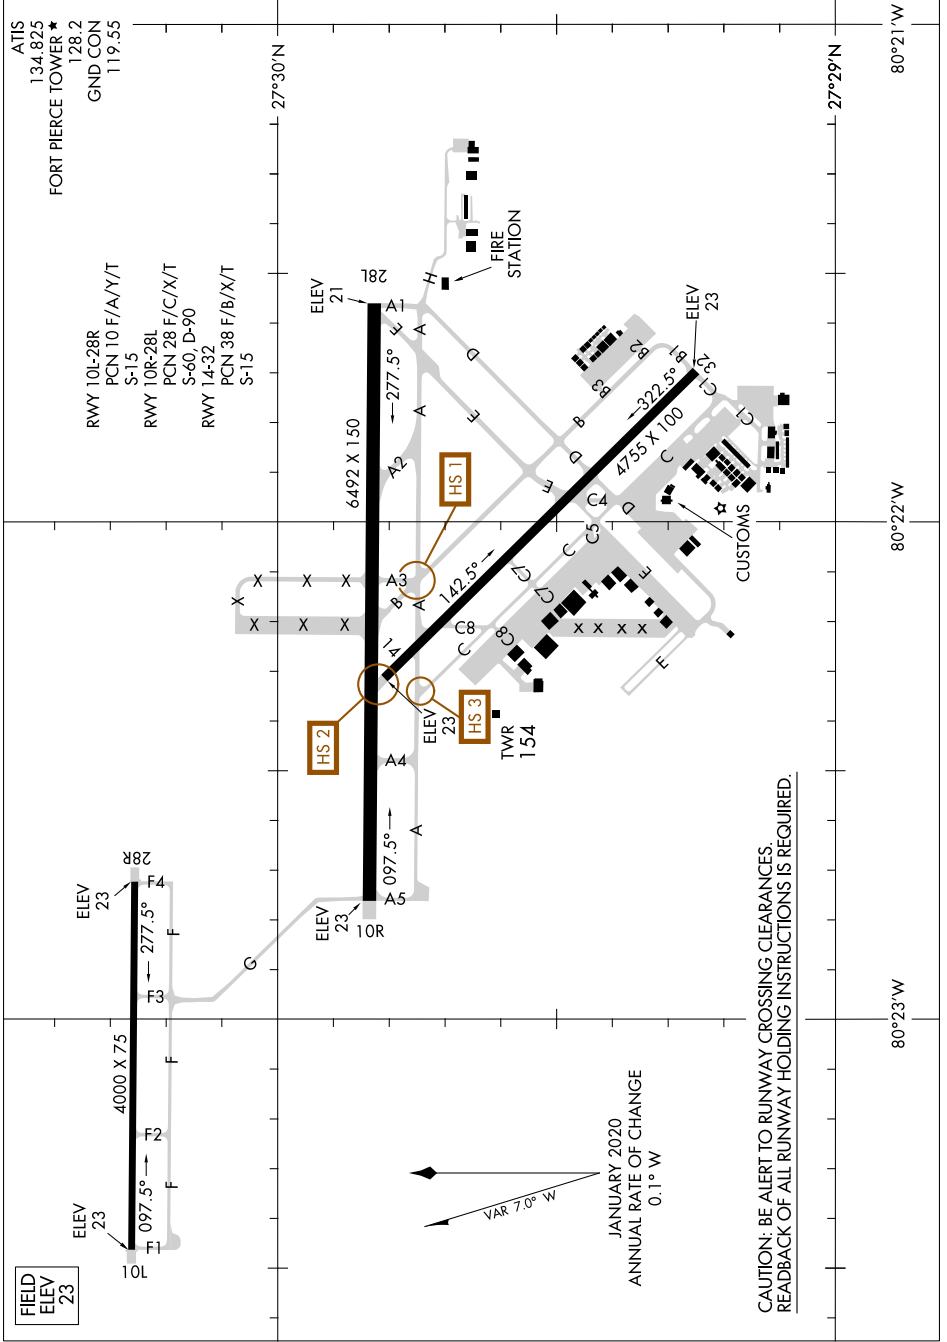 FIELD
ELEV
23
ATIS
134.825
FORT PIERCE TOWER ★
128.2
GND CON
119.55
RWY 10L-28R
PCN 10 F/A/Y/T
S-15
RWY 10R-28L
PCN 28 F/C/X/T
S-60, D-90
RWY 14-32
PCN 38 F/B/X/T
S-15
27°30'N
27°29'N
80°23'W
80°22'W
80°21'W
10L
ELEV
23
4000 X 75
097.5°
277.5°
ELEV
23
28R
F1
F2
F3
F4
F
F
F
G
ELEV
23
10R
097.5°
6492 X 150
277.5°
ELEV
21
28L
A5
A4
A3
A2
A1
A
A
A
A
X
X
X
X
X
X
X
B
HS 2
HS 1
HS 3
14
ELEV
23
142.5°
4755 X 100
322.5°
32
ELEV
23
TWR
154
C
C8
C8
C7
C7
C
C5
C4
C
C1
C1
X
X
X
X
E
E
E
E
E
D
D
D
B
B3
B2
B1
H
FIRE
STATION
CUSTOMS
VAR 7.0° W
JANUARY 2020
ANNUAL RATE OF CHANGE
0.1° W
CAUTION: BE ALERT TO RUNWAY CROSSING CLEARANCES.
READBACK OF ALL RUNWAY HOLDING INSTRUCTIONS IS REQUIRED.